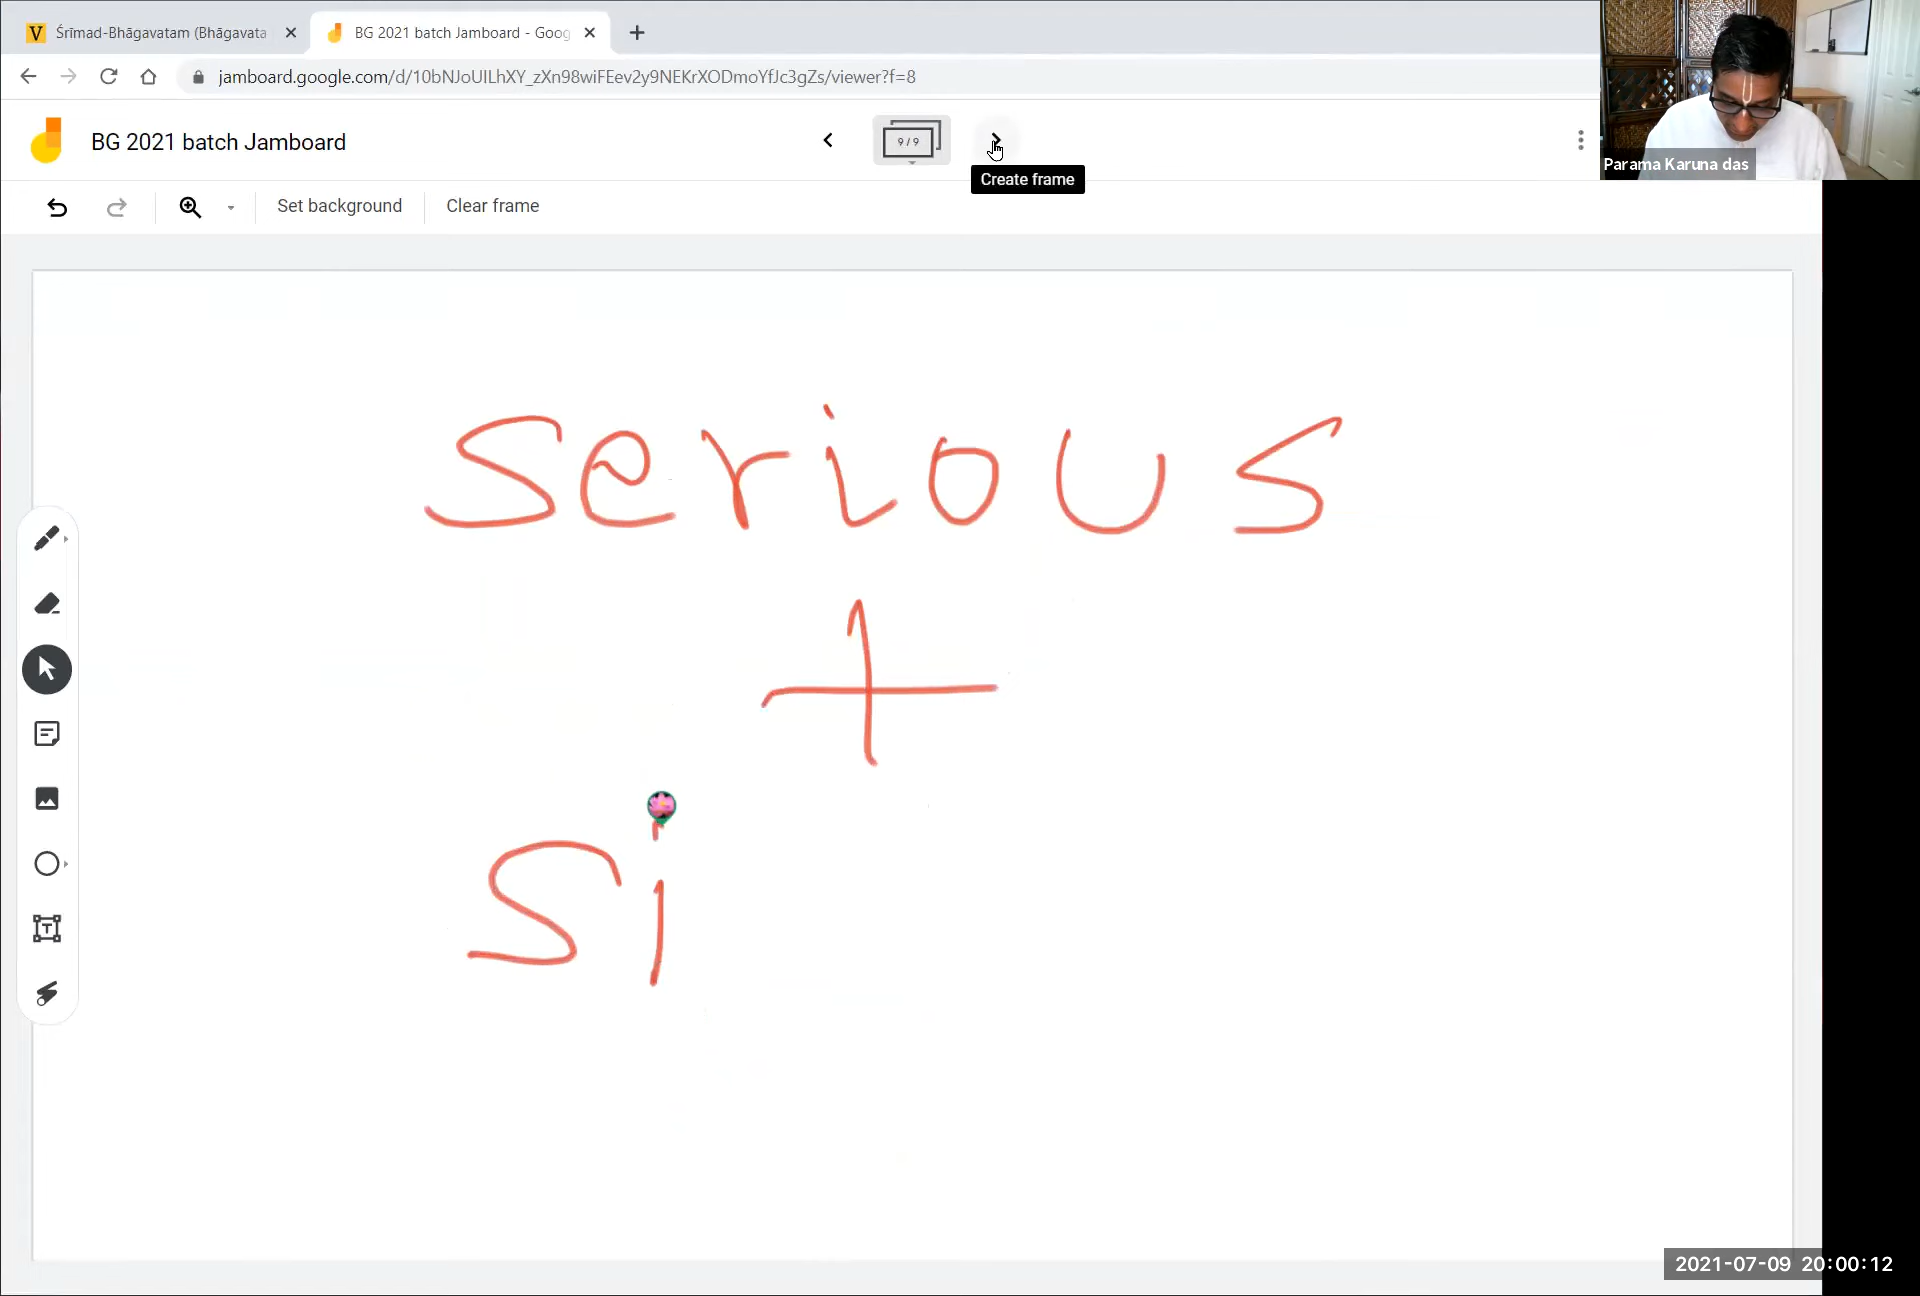 Śrīmad-Bhāgavatam (Bhāgavata
BG 2021 batch Jamboard - Goog
jamboard.google.com/d/10bNJoUILhXY_zXn98wiFEev2y9NEKrXODmoYfJc3gZs/viewer?f=8
BG 2021 batch Jamboard
9 / 9
Create frame
Parama Karuna das
Set background
Clear frame
serious
+
Si
2021-07-09 20:00:12